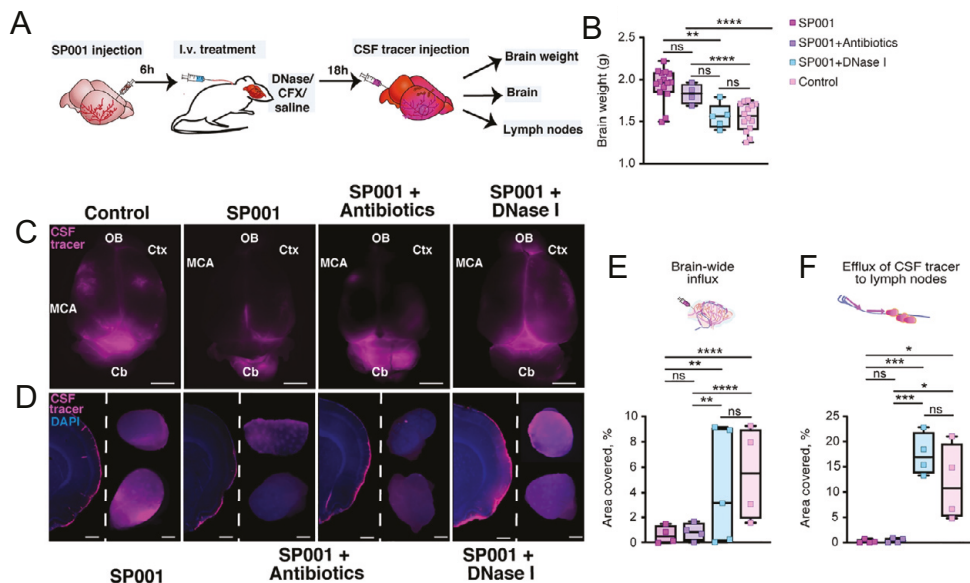 A
SP001 injection
6h
I.v. treatment
DNase/
CFX/
saline
18h
CSF tracer injection
Brain weight
Brain
Lymph nodes
B
Brain weight (g)
2.5
2.0
1.5
1.0
****
**
ns
****
ns
ns
SP001
SP001+Antibiotics
SP001+DNase I
Control
C
Control
SP001
SP001 +
Antibiotics
SP001 +
DNase I
CSF
tracer
OB
Ctx
MCA
Cb
MCA
OB
Ctx
Cb
MCA
OB
Ctx
Cb
MCA
OB
Ctx
Cb
D
CSF
tracer
DAPI
SP001
SP001 +
Antibiotics
SP001 +
DNase I
E
Brain-wide
influx
****
**
ns
****
**
ns
Area covered, %
10
8
6
4
2
0
F
Efflux of CSF tracer
to lymph nodes
*
***
ns
*
***
ns
Area covered, %
25
20
15
10
5
0